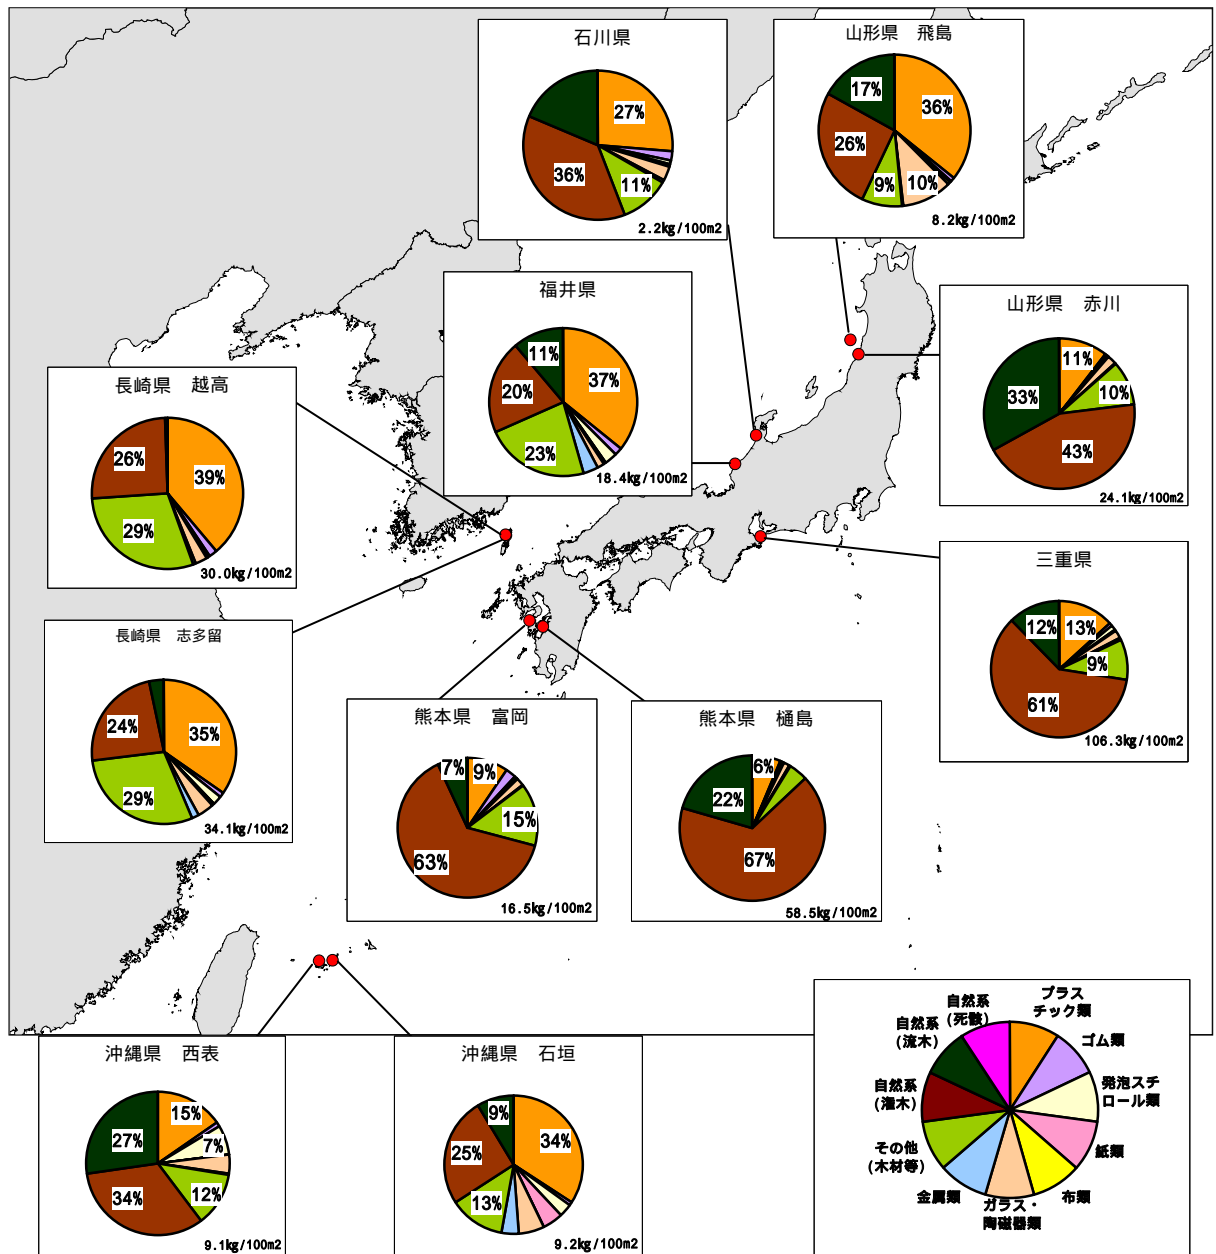 石川県
27%
36%
11%
2.2kg/100m2
山形県 飛島
17%
36%
26%
9%
10%
8.2kg/100m2
福井県
11%
37%
20%
23%
18.4kg/100m2
山形県 赤川
11%
33%
10%
43%
24.1kg/100m2
長崎県 越高
26%
39%
29%
30.0kg/100m2
三重県
12%
13%
9%
61%
106.3kg/100m2
長崎県 志多留
24%
35%
29%
34.1kg/100m2
熊本県 富岡
7%
9%
15%
63%
16.5kg/100m2
熊本県 樋島
6%
22%
67%
58.5kg/100m2
沖縄県 西表
15%
27%
7%
34%
12%
9.1kg/100m2
沖縄県 石垣
9%
34%
25%
13%
9.2kg/100m2
プラス
チック類
ゴム類
発泡スチ
ロール類
紙類
布類
ガラス・
陶磁器類
金属類
その他
(木材等)
自然系
(灌木)
自然系
(流木)
自然系
(死骸)